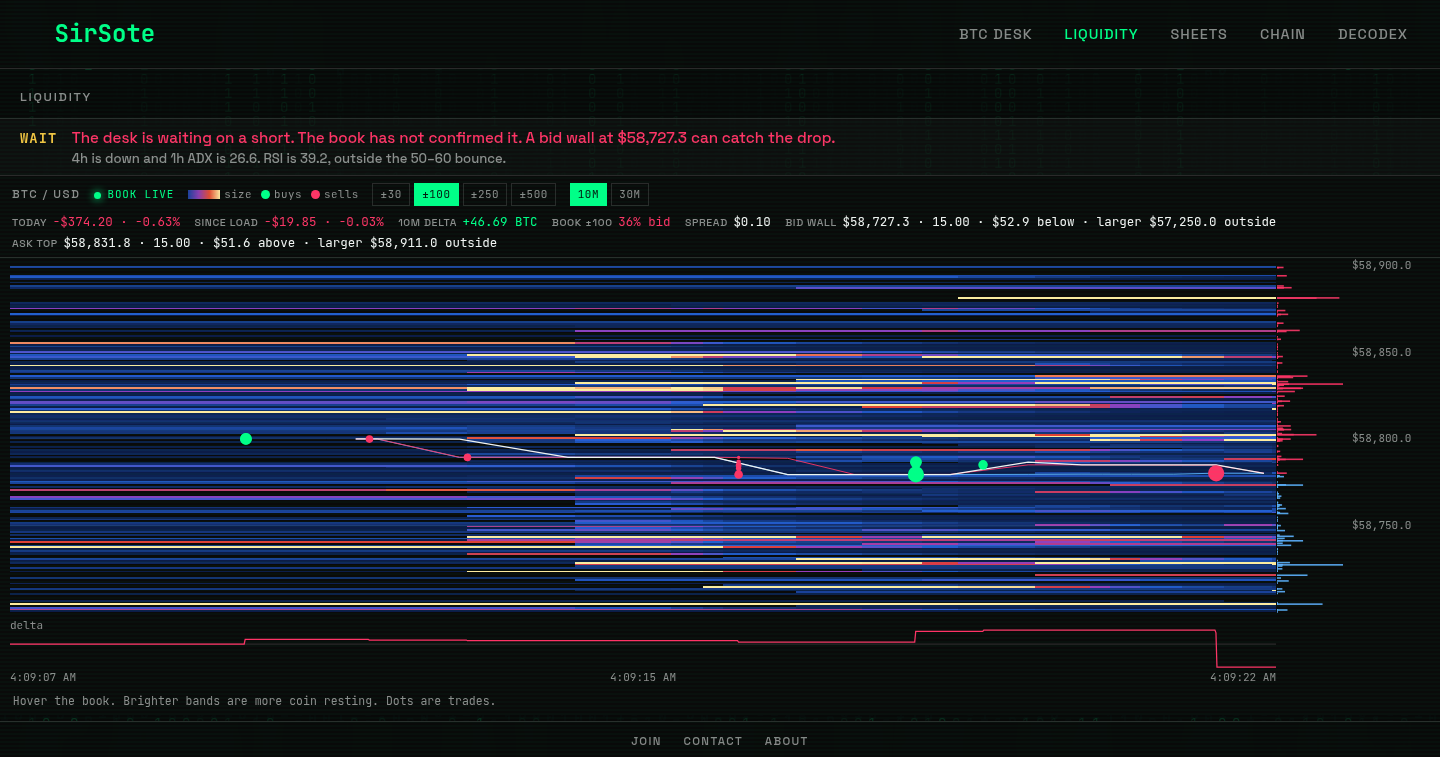 SirSote
BTC DESK LIQUIDITY SHEETS CHAIN DECODEX
LIQUIDITY
WAIT The desk is waiting on a short. The book has not confirmed it. A bid wall at $58,727.3 can catch the drop.
4h is down and 1h ADX is 26.6. RSI is 39.2, outside the 50–60 bounce.
BTC / USD BOOK LIVE size buys sells ±30 ±100 ±250 ±500 10M 30M
TODAY -$374.20 · -0.63% SINCE LOAD -$19.85 · -0.03% 10M DELTA +46.69 BTC BOOK ±100 36% bid SPREAD $0.10 BID WALL $58,727.3 · 15.00 · $52.9 below · larger $57,250.0 outside
ASK TOP $58,831.8 · 15.00 · $51.6 above · larger $58,911.0 outside
$58,900.0
$58,850.0
$58,800.0
$58,750.0
delta
4:09:07 AM 4:09:15 AM 4:09:22 AM
Hover the book. Brighter bands are more coin resting. Dots are trades.
JOIN CONTACT ABOUT